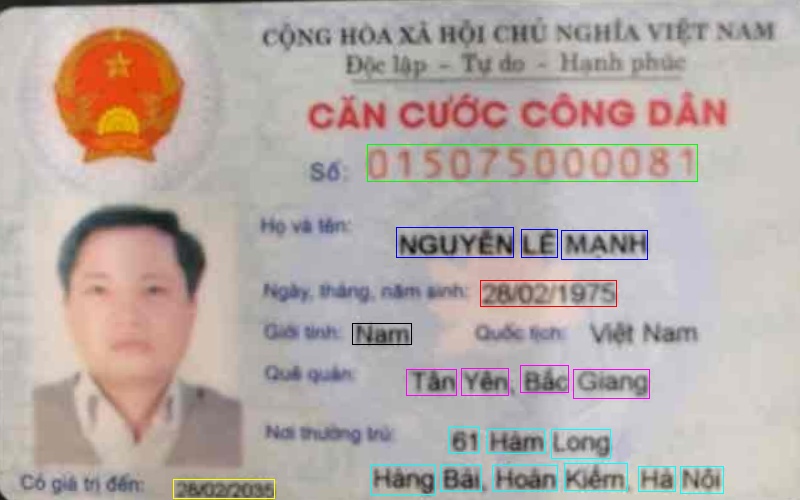 CỘNG HÒA XÃ HỘI CHỦ NGHĨA VIỆT NAM
Độc lập - Tự do - Hạnh phúc
CĂN CƯỚC CÔNG DÂN
Số: 015075000081
Họ và tên:
NGUYỄN LÊ MẠNH
Ngày, tháng, năm sinh: 28/02/1975
Giới tính: Nam Quốc tịch: Việt Nam
Quê quán: Tân Yên, Bắc Giang
Nơi thường trú: 61 Hàm Long
Hàng Bài, Hoàn Kiếm, Hà Nội
Có giá trị đến: 28/02/2035